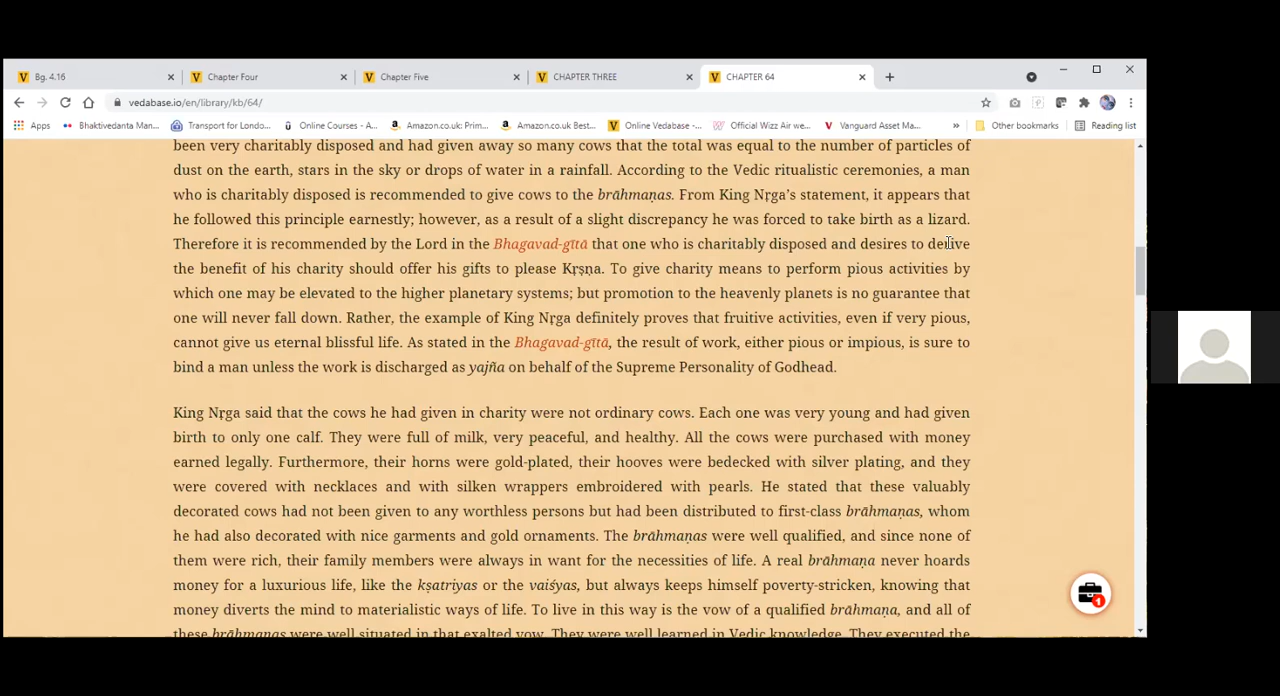 Bg. 4.16
Chapter Four
Chapter Five
CHAPTER THREE
CHAPTER 64
vedabase.io/en/library/kb/64/
Apps
Bhaktivedanta Man...
Transport for Londo...
Online Courses - A...
Amazon.co.uk: Prim...
Amazon.co.uk Best...
Online Vedabase -...
Official Wizz Air we...
Vanguard Asset Ma...
»
Other bookmarks
Reading list
been very charitably disposed and had given away so many cows that the total was equal to the number of particles of
dust on the earth, stars in the sky or drops of water in a rainfall. According to the Vedic ritualistic ceremonies, a man
who is charitably disposed is recommended to give cows to the brāhmaṇas. From King Nṛga’s statement, it appears that
he followed this principle earnestly; however, as a result of a slight discrepancy he was forced to take birth as a lizard.
Therefore it is recommended by the Lord in the Bhagavad-gītā that one who is charitably disposed and desires to derive
the benefit of his charity should offer his gifts to please Kṛṣṇa. To give charity means to perform pious activities by
which one may be elevated to the higher planetary systems; but promotion to the heavenly planets is no guarantee that
one will never fall down. Rather, the example of King Nṛga definitely proves that fruitive activities, even if very pious,
cannot give us eternal blissful life. As stated in the Bhagavad-gītā, the result of work, either pious or impious, is sure to
bind a man unless the work is discharged as yajña on behalf of the Supreme Personality of Godhead.
King Nṛga said that the cows he had given in charity were not ordinary cows. Each one was very young and had given
birth to only one calf. They were full of milk, very peaceful, and healthy. All the cows were purchased with money
earned legally. Furthermore, their horns were gold-plated, their hooves were bedecked with silver plating, and they
were covered with necklaces and with silken wrappers embroidered with pearls. He stated that these valuably
decorated cows had not been given to any worthless persons but had been distributed to first-class brāhmaṇas, whom
he had also decorated with nice garments and gold ornaments. The brāhmaṇas were well qualified, and since none of
them were rich, their family members were always in want for the necessities of life. A real brāhmaṇa never hoards
money for a luxurious life, like the kṣatriyas or the vaiśyas, but always keeps himself poverty-stricken, knowing that
money diverts the mind to materialistic ways of life. To live in this way is the vow of a qualified brāhmaṇa, and all of
these brāhmaṇas were well situated in that exalted vow. They were well learned in Vedic knowledge. They executed the
1